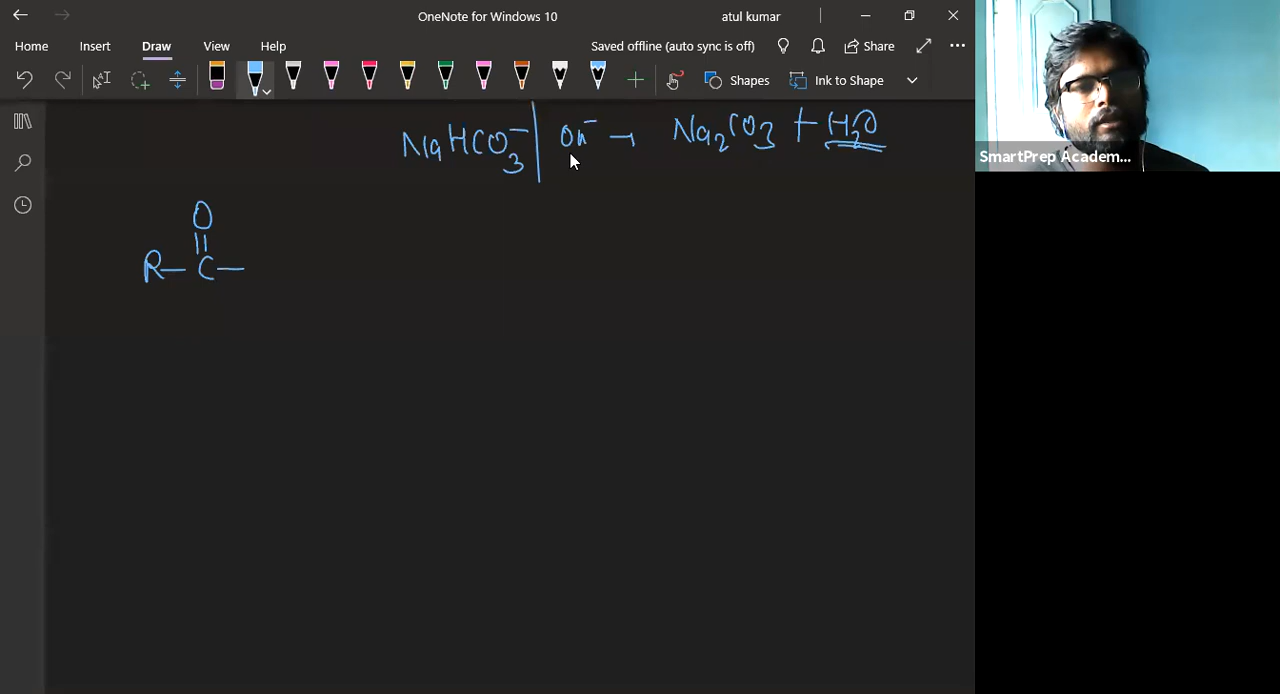 OneNote for Windows 10
atul kumar
Home Insert Draw View Help
Saved offline (auto sync is off)
Share
Shapes
Ink to Shape
NaHCO3⁻ | OH⁻ → Na2CO3 + H2O
SmartPrep Academ...
O
||
R— C —